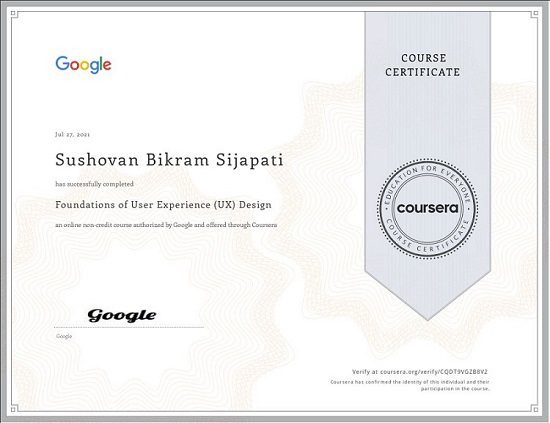 Google
COURSE
CERTIFICATE
Jul 27, 2021
Sushovan Bikram Sijapati
has successfully completed
Foundations of User Experience (UX) Design
an online non-credit course authorized by Google and offered through Coursera
EDUCATION FOR EVERYONE
coursera
COURSE CERTIFICATE
Google
Google
Verify at coursera.org/verify/CQDT9VGZB8V2
Coursera has confirmed the identity of this individual and their
participation in the course.